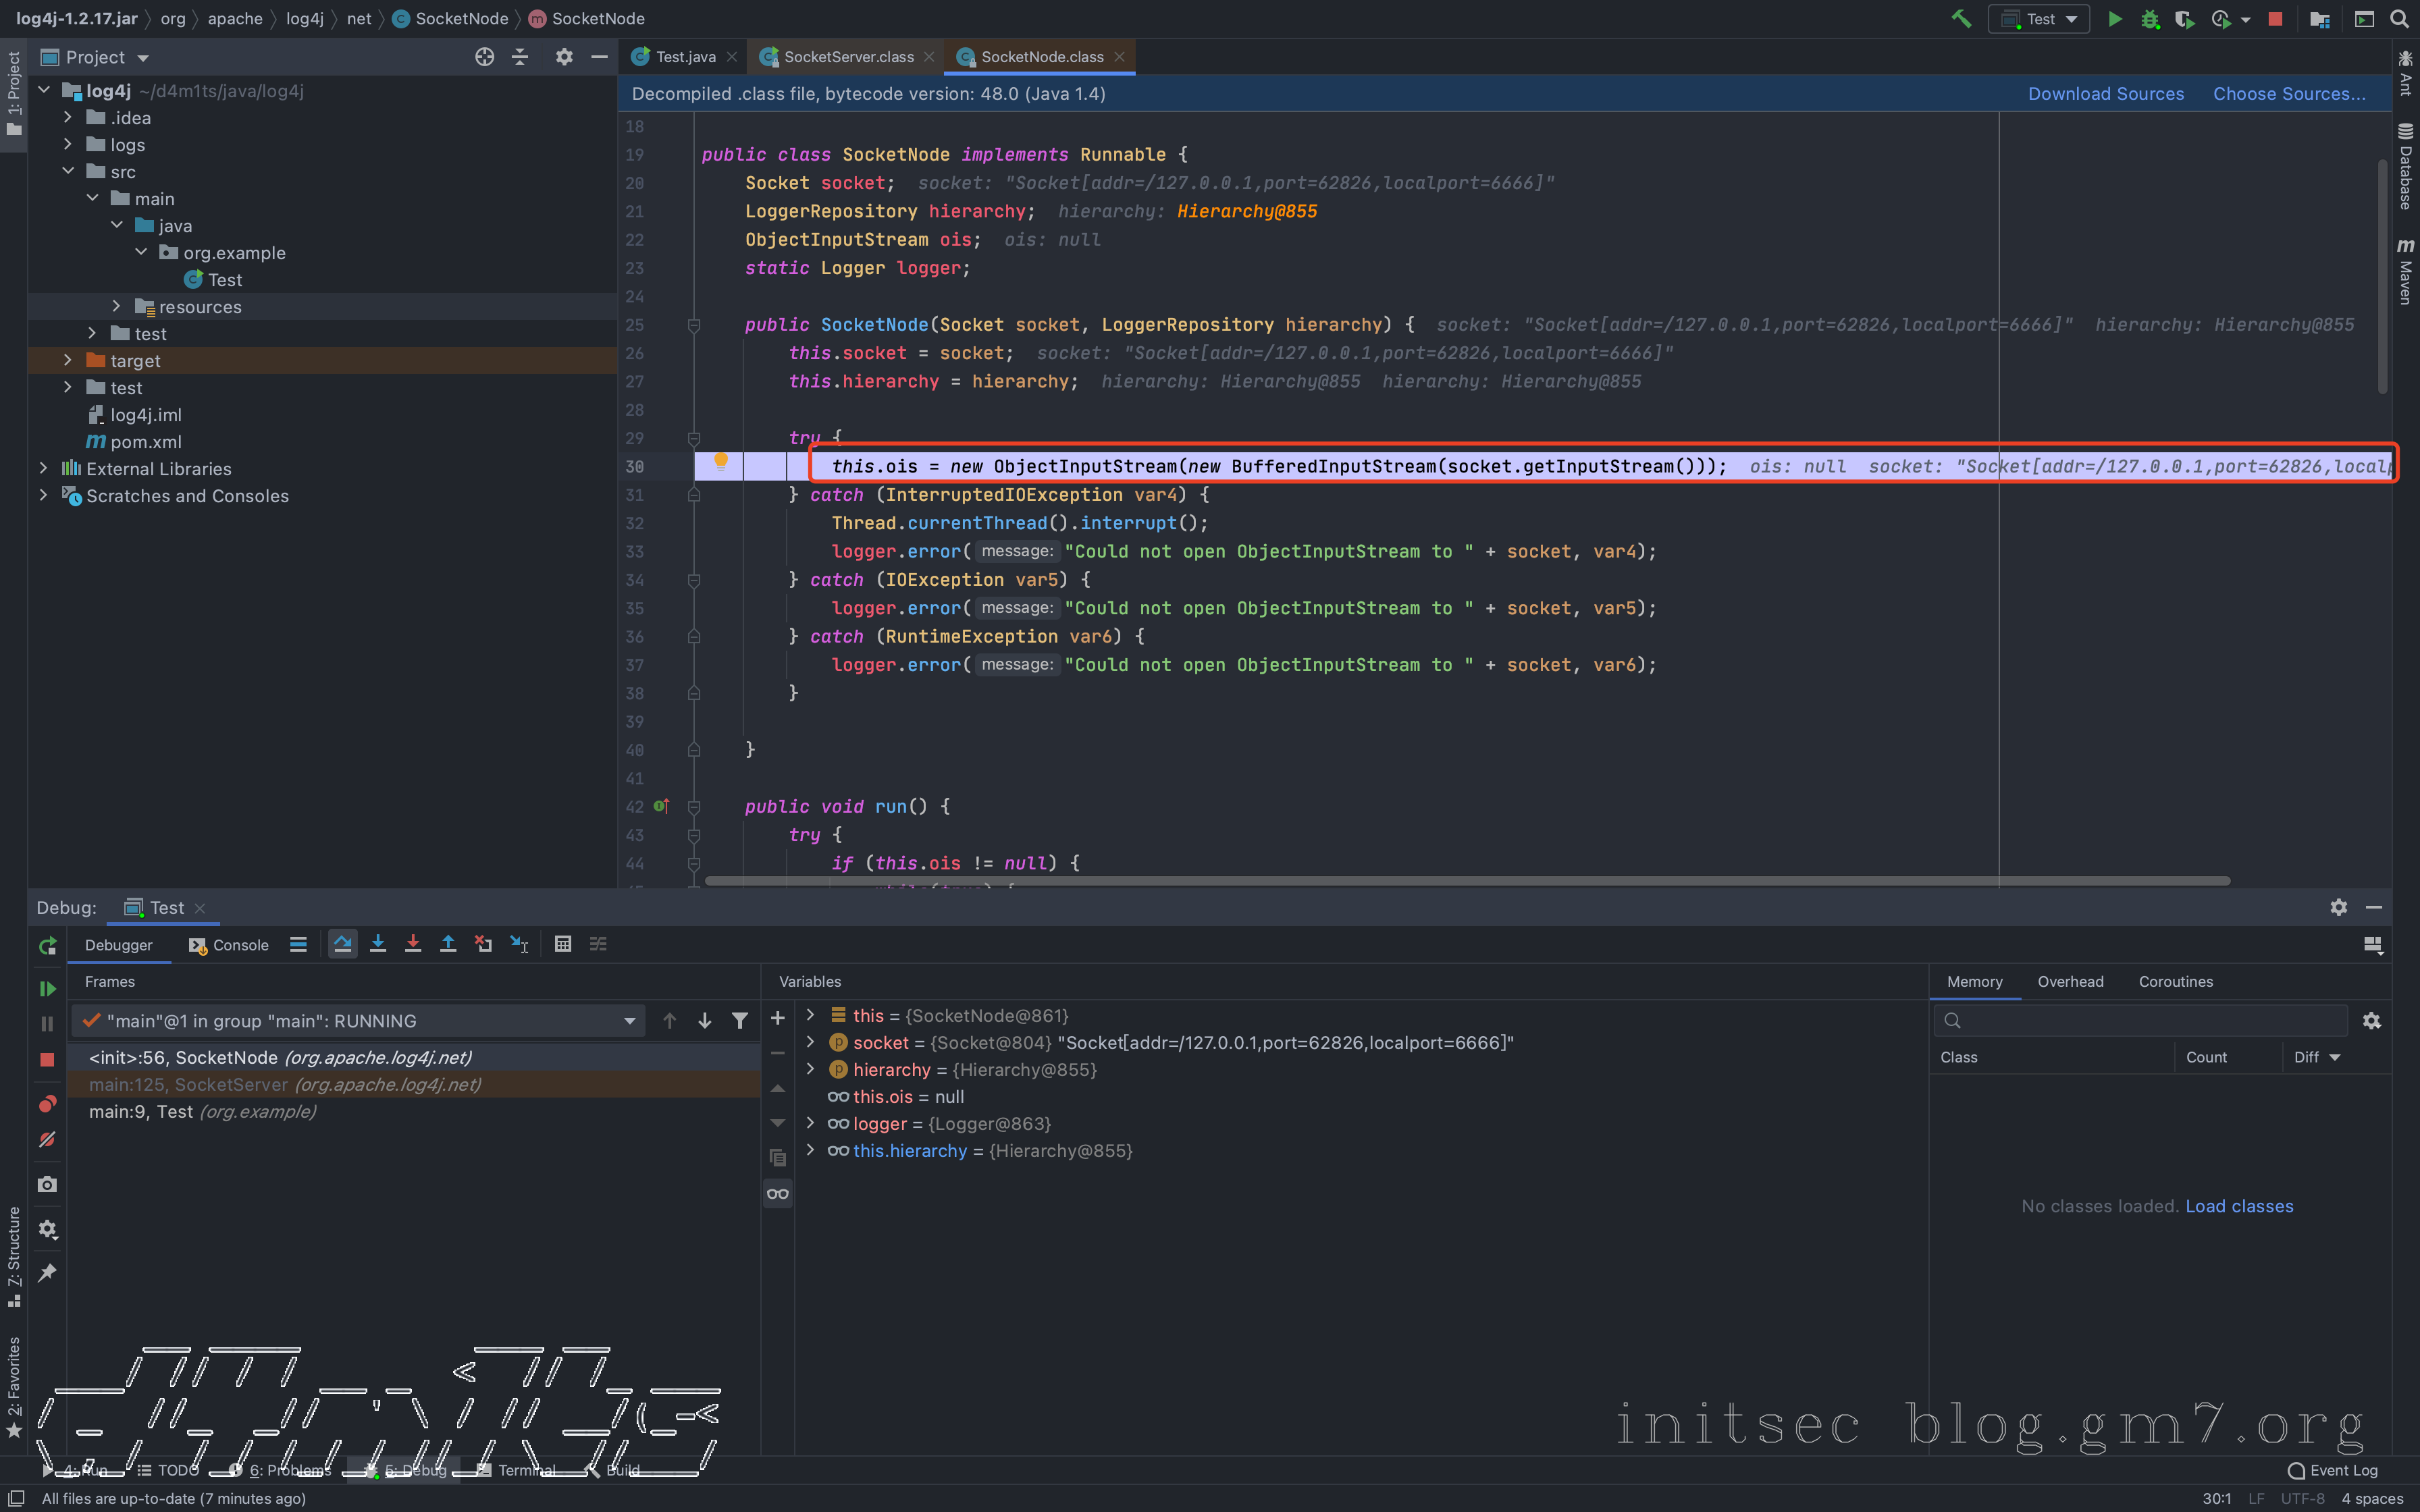 log4j-1.2.17.jar 〉 org 〉 apache 〉 log4j 〉 net 〉 SocketNode 〉 SocketNode
Test
Project
Test.java
SocketServer.class
SocketNode.class
1: Project
log4j ~/d4m1ts/java/log4j
.idea
logs
src
main
java
org.example
Test
resources
test
target
test
log4j.iml
pom.xml
External Libraries
Scratches and Consoles
Decompiled .class file, bytecode version: 48.0 (Java 1.4)
Download Sources
Choose Sources...
Ant
Database
Maven
18
19 public class SocketNode implements Runnable {
20 Socket socket; socket: "Socket[addr=/127.0.0.1,port=62826,localport=6666]"
21 LoggerRepository hierarchy; hierarchy: Hierarchy@855
22 ObjectInputStream ois; ois: null
23 static Logger logger;
24
25 public SocketNode(Socket socket, LoggerRepository hierarchy) { socket: "Socket[addr=/127.0.0.1,port=62826,localport=6666]" hierarchy: Hierarchy@855
26 this.socket = socket; socket: "Socket[addr=/127.0.0.1,port=62826,localport=6666]"
27 this.hierarchy = hierarchy; hierarchy: Hierarchy@855 hierarchy: Hierarchy@855
28
29 try {
30 this.ois = new ObjectInputStream(new BufferedInputStream(socket.getInputStream())); ois: null socket: "Socket[addr=/127.0.0.1,port=62826,localp
31 } catch (InterruptedIOException var4) {
32 Thread.currentThread().interrupt();
33 logger.error( message: "Could not open ObjectInputStream to " + socket, var4);
34 } catch (IOException var5) {
35 logger.error( message: "Could not open ObjectInputStream to " + socket, var5);
36 } catch (RuntimeException var6) {
37 logger.error( message: "Could not open ObjectInputStream to " + socket, var6);
38 }
39
40 }
41
42 public void run() {
43 try {
44 if (this.ois != null) {
Debug: Test
Debugger
Console
Frames
Variables
Memory
Overhead
Coroutines
"main"@1 in group "main": RUNNING
<init>:56, SocketNode (org.apache.log4j.net)
main:125, SocketServer (org.apache.log4j.net)
main:9, Test (org.example)
this = {SocketNode@861}
socket = {Socket@804} "Socket[addr=/127.0.0.1,port=62826,localport=6666]"
hierarchy = {Hierarchy@855}
this.ois = null
logger = {Logger@863}
this.hierarchy = {Hierarchy@855}
Class
Count
Diff
No classes loaded. Load classes
7: Structure
2: Favorites
initsec blog.gm7.org
4: Run
TODO
6: Problems
5: Debug
Terminal
Build
Event Log
All files are up-to-date (7 minutes ago)
30:1 LF UTF-8 4 spaces